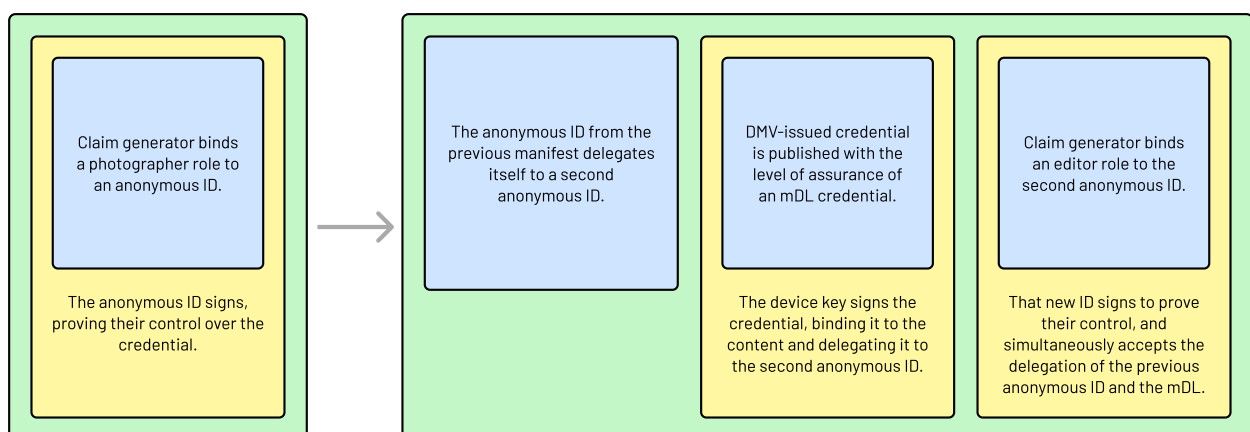 Claim generator binds
a photographer role to
an anonymous ID.
The anonymous ID signs,
proving their control over the
credential.
The anonymous ID from the
previous manifest delegates
itself to a second
anonymous ID.
DMV-issued credential
is published with the
level of assurance of
an mDL credential.
The device key signs the
credential, binding it to the
content and delegating it to
the second anonymous ID.
Claim generator binds
an editor role to the
second anonymous ID.
That new ID signs to prove
their control, and
simultaneously accepts the
delegation of the previous
anonymous ID and the mDL.